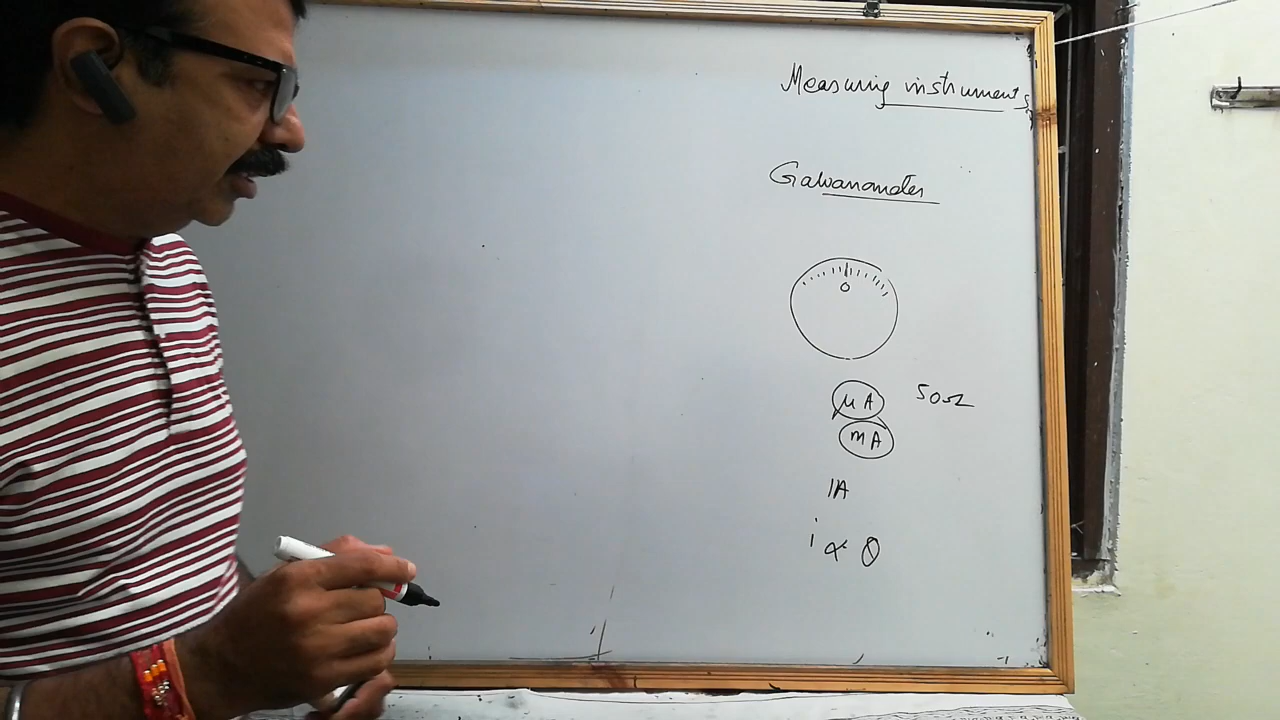 Measuring instruments
Galvanometer
0
μA 50Ω
mA
1A
i ∝ θ